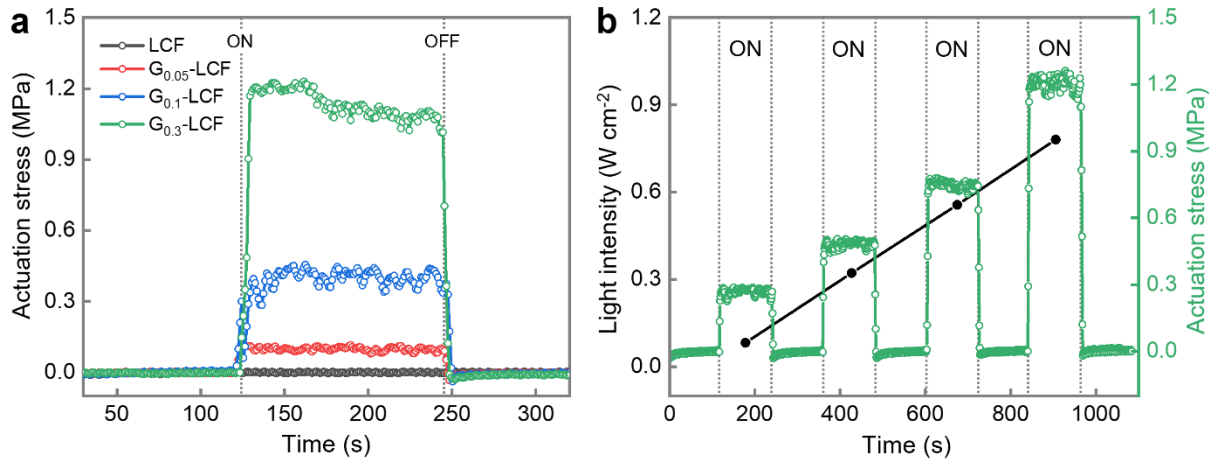 a
ON
OFF
LCF
G0.05-LCF
G0.1-LCF
G0.3-LCF
Actuation stress (MPa)
1.5
1.2
0.9
0.6
0.3
0.0
50
100
150
200
250
300
Time (s)
b
ON
ON
ON
ON
Light intensity (W cm-2)
1.2
0.9
0.6
0.3
0.0
0
200
400
600
800
1000
Time (s)
1.5
1.2
0.9
0.6
0.3
0.0
Actuation stress (MPa)